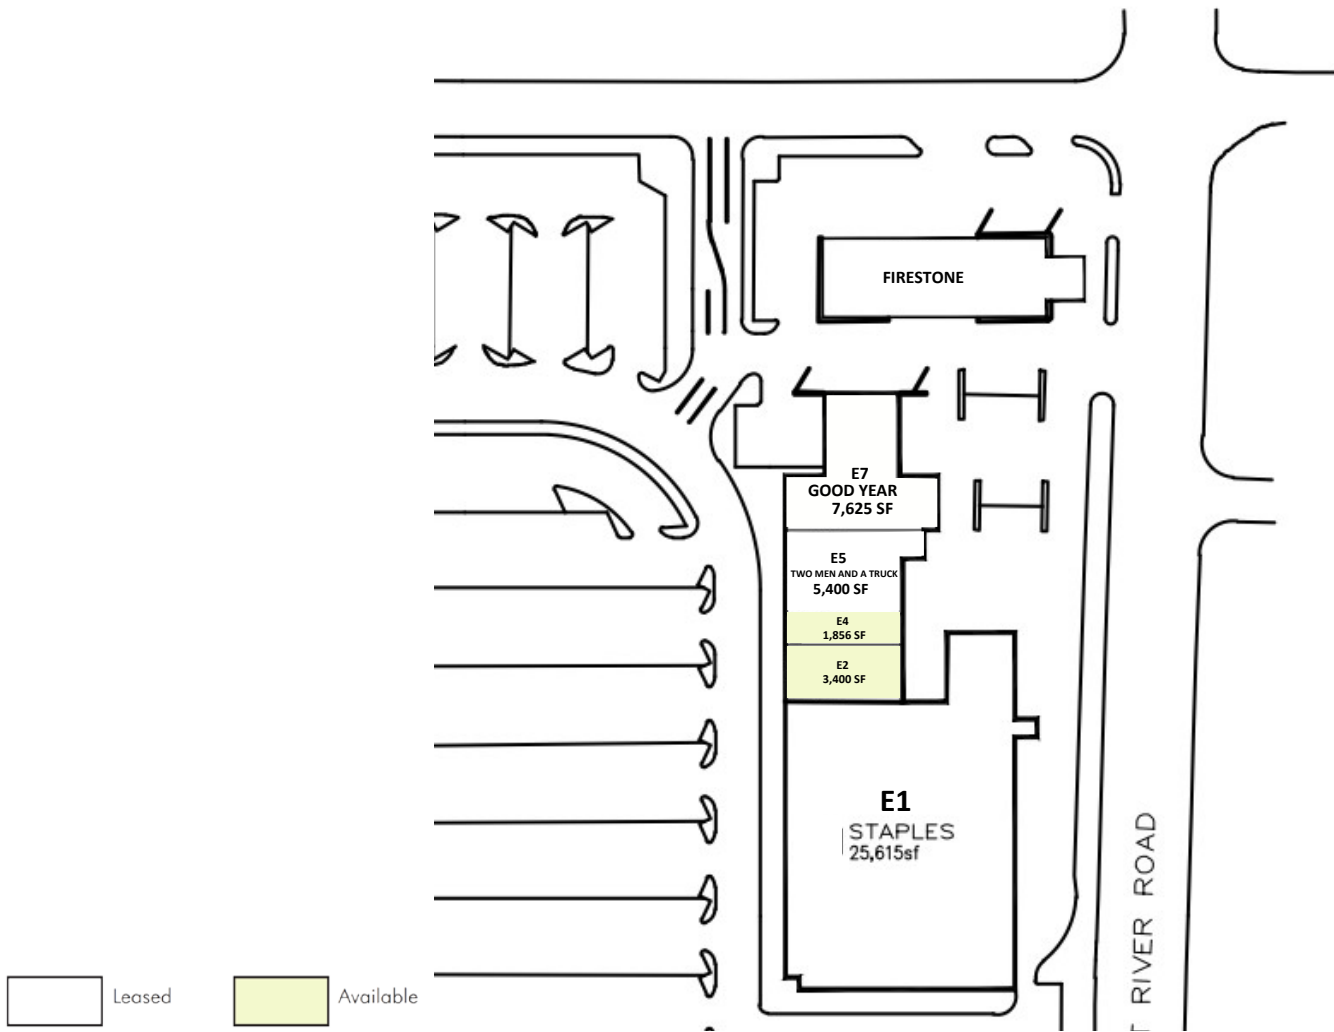 FIRESTONE
E7
GOOD YEAR
7,625 SF
E5
TWO MEN AND A TRUCK
5,400 SF
E4
1,856 SF
E2
3,400 SF
E1
STAPLES
25,615sf
RIVER ROAD
Leased
Available